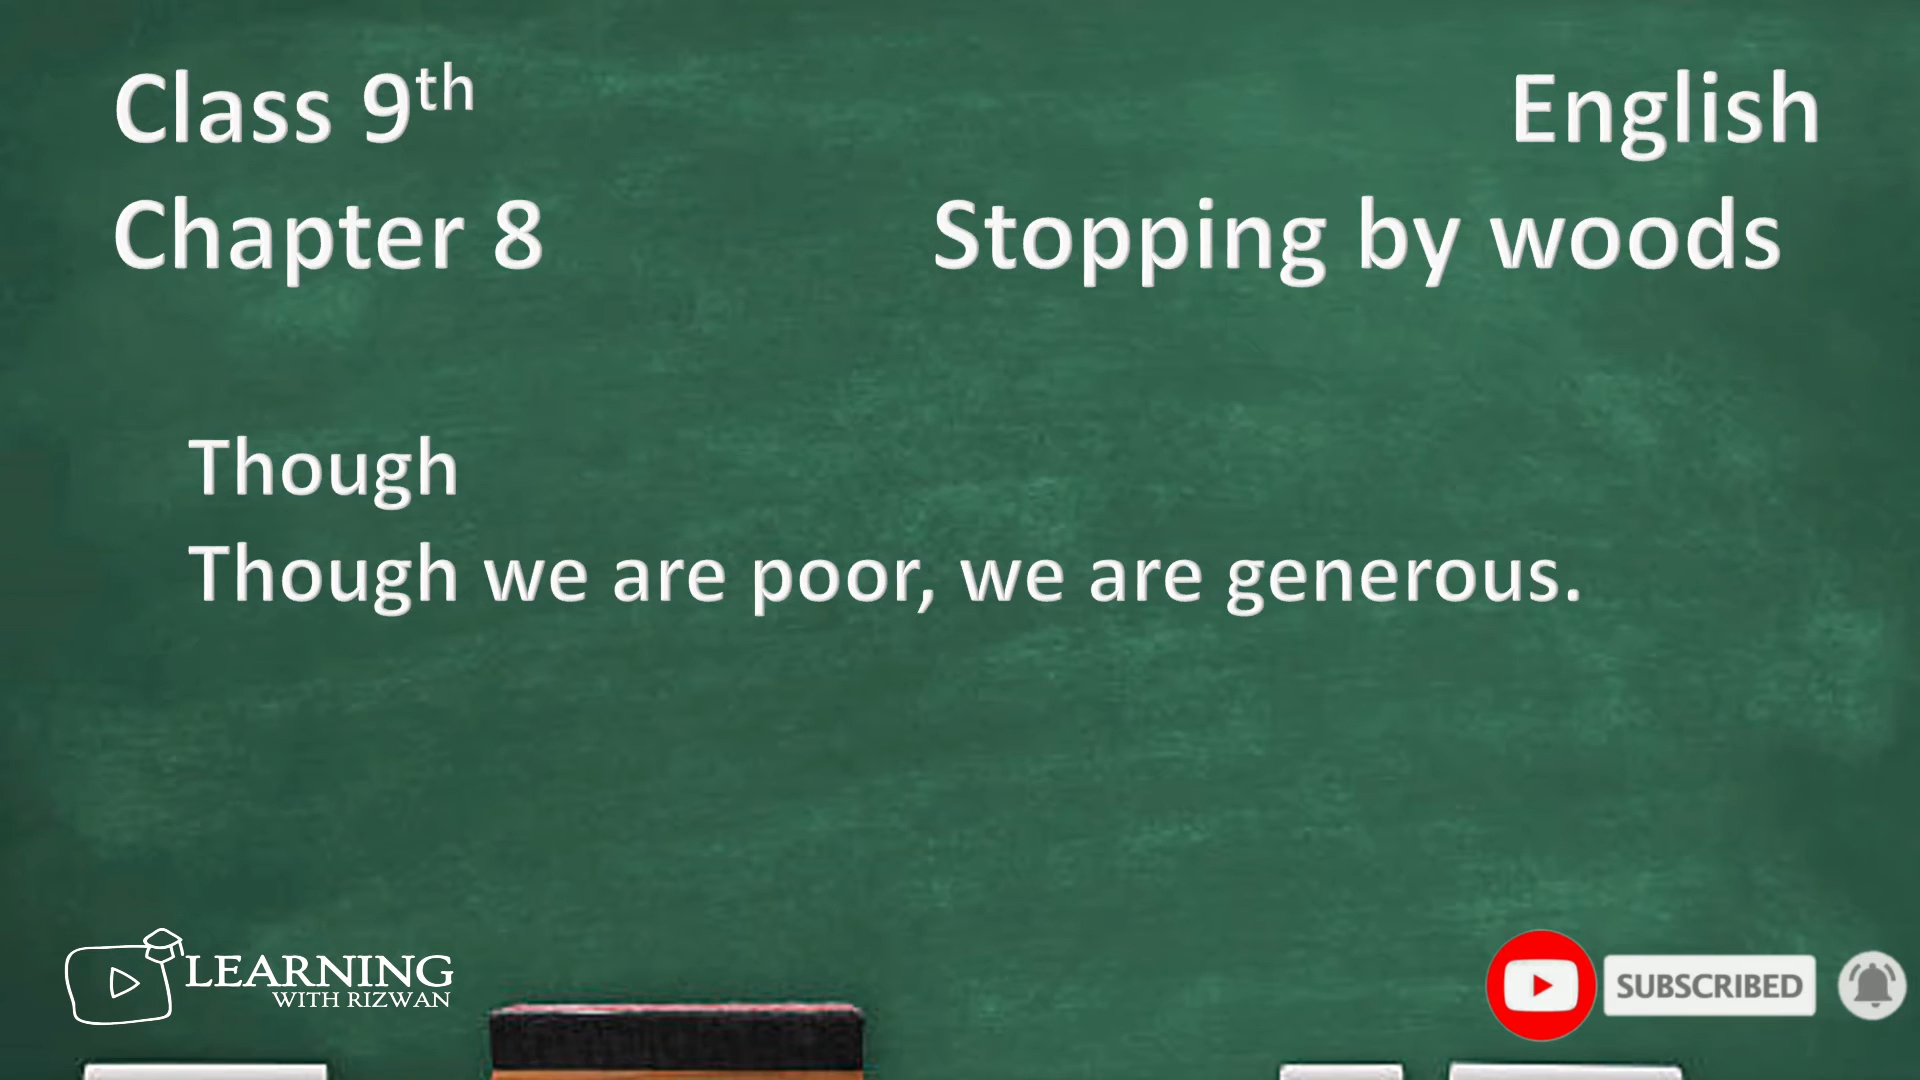 Class 9th
English
Chapter 8
Stopping by woods
Though
Though we are poor, we are generous.
LEARNING
WITH RIZWAN
SUBSCRIBED